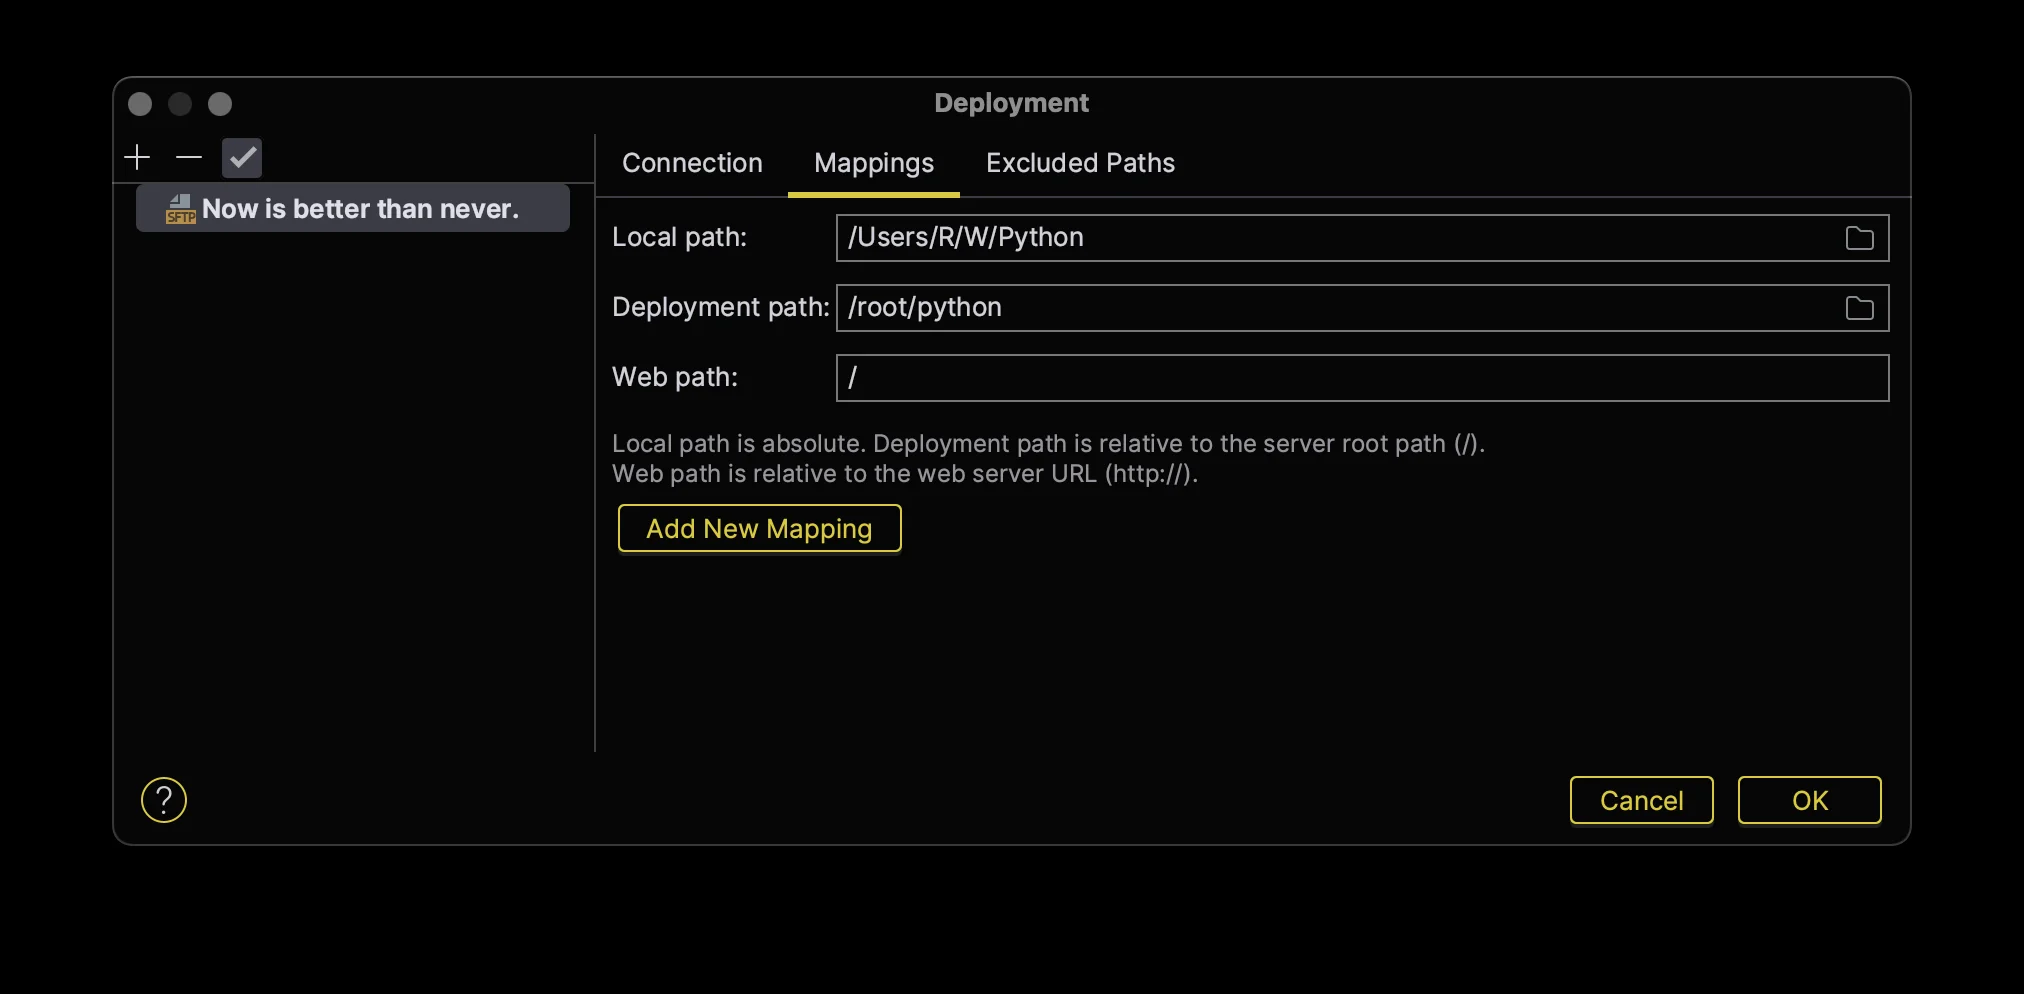 Deployment
Connection Mappings Excluded Paths
SFTP Now is better than never.
Local path: /Users/R/W/Python
Deployment path: /root/python
Web path: /
Local path is absolute. Deployment path is relative to the server root path (/).
Web path is relative to the web server URL (http://).
Add New Mapping
? Cancel OK